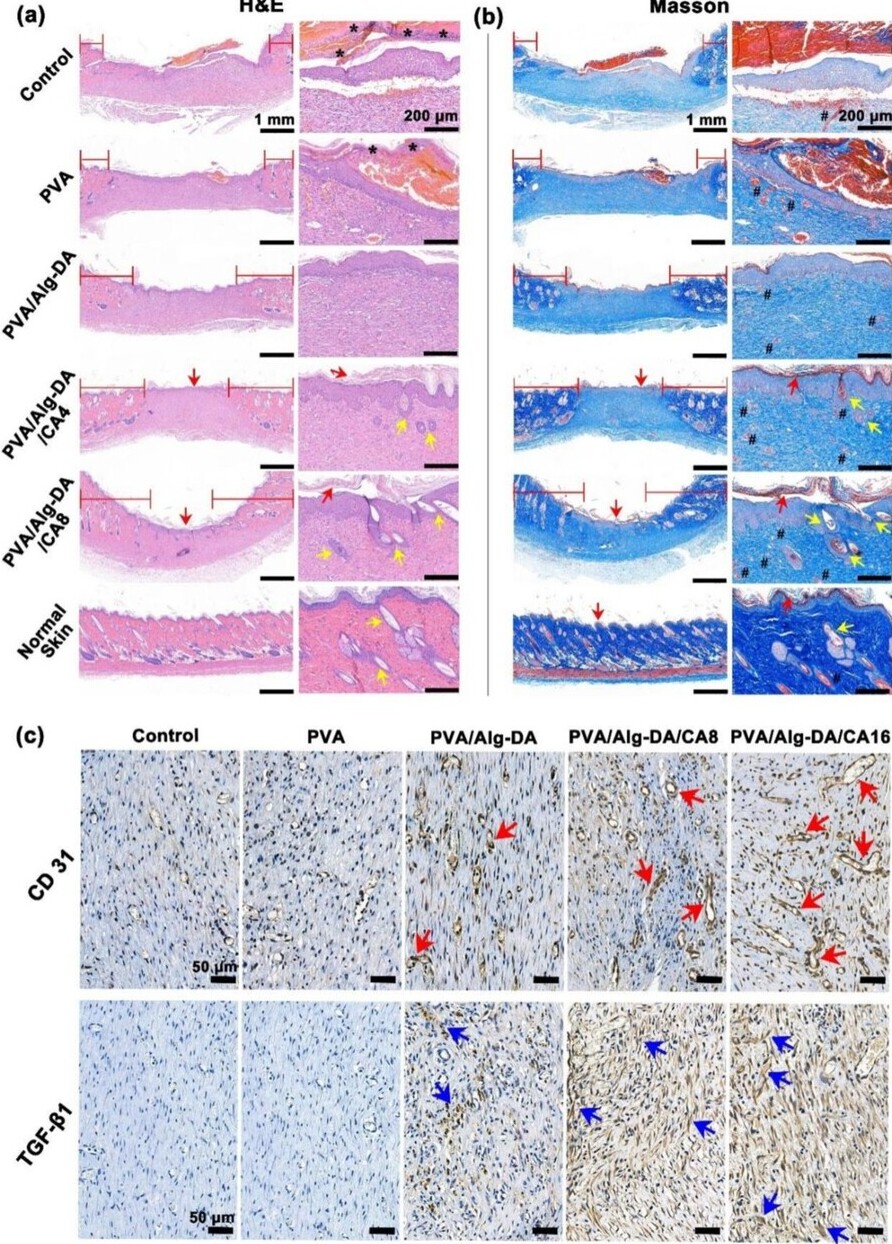 (a)
H&E
(b)
Masson
Control
1 mm
200 µm
1 mm
200 µm
*
*
*
*
#
PVA
*
*
#
#
PVA/Alg-DA
#
#
#
PVA/Alg-DA
/CA4
#
#
#
#
PVA/Alg-DA
/CA8
#
#
#
#
Normal
Skin
#
(c)
Control
PVA
PVA/Alg-DA
PVA/Alg-DA/CA8
PVA/Alg-DA/CA16
CD 31
50 µm
TGF-β1
50 µm